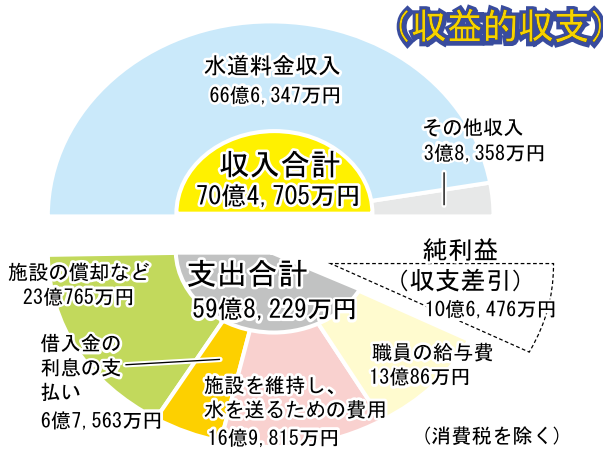 (収益的収支)
水道料金収入
66億6,347万円
その他収入
3億8,358万円
収入合計
70億4,705万円
支出合計
59億8,229万円
純利益
(収支差引)
10億6,476万円
施設の償却など
23億765万円
借入金の
利息の支
払い
6億7,563万円
施設を維持し、
水を送るための費用
16億9,815万円
職員の給与費
13億86万円
(消費税を除く)